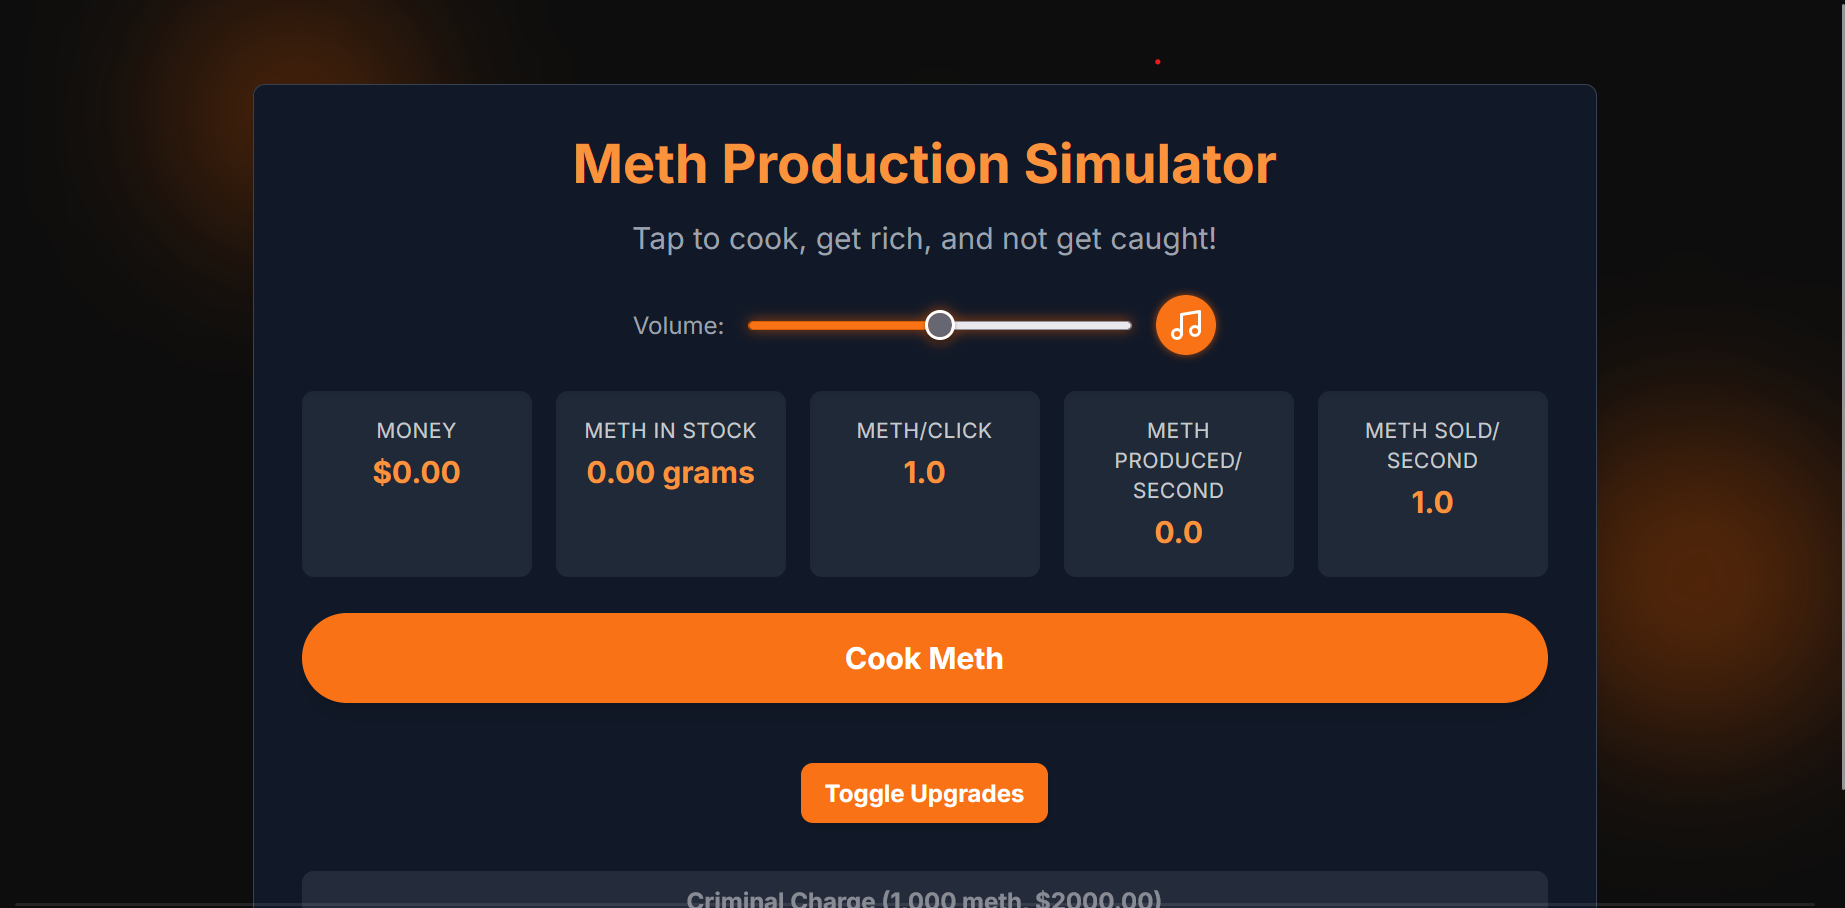 Meth Production Simulator
Tap to cook, get rich, and not get caught!
Volume:
MONEY
$0.00
METH IN STOCK
0.00 grams
METH/CLICK
1.0
METH
PRODUCED/
SECOND
0.0
METH SOLD/
SECOND
1.0
Cook Meth
Toggle Upgrades
Criminal Charge (1,000 meth, $2000.00)